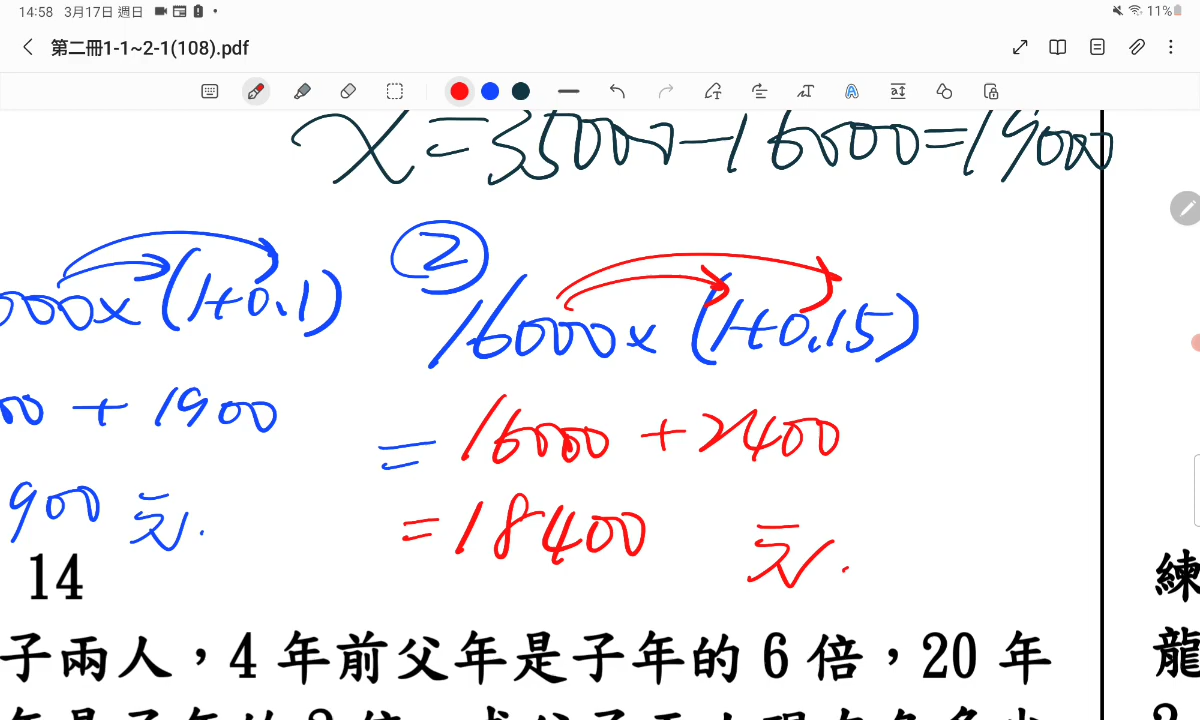 14:58 3月17日 週日
11%
第二冊1-1~2-1(108).pdf
x=35000-16000=19000
000×(1+0.1)
00 + 1900
900 元.
②
16000×(1+0.15)
= 16000+2400
=18400 元.
14
子兩人，4 年前父年是子年的 6 倍，20 年
練
龍